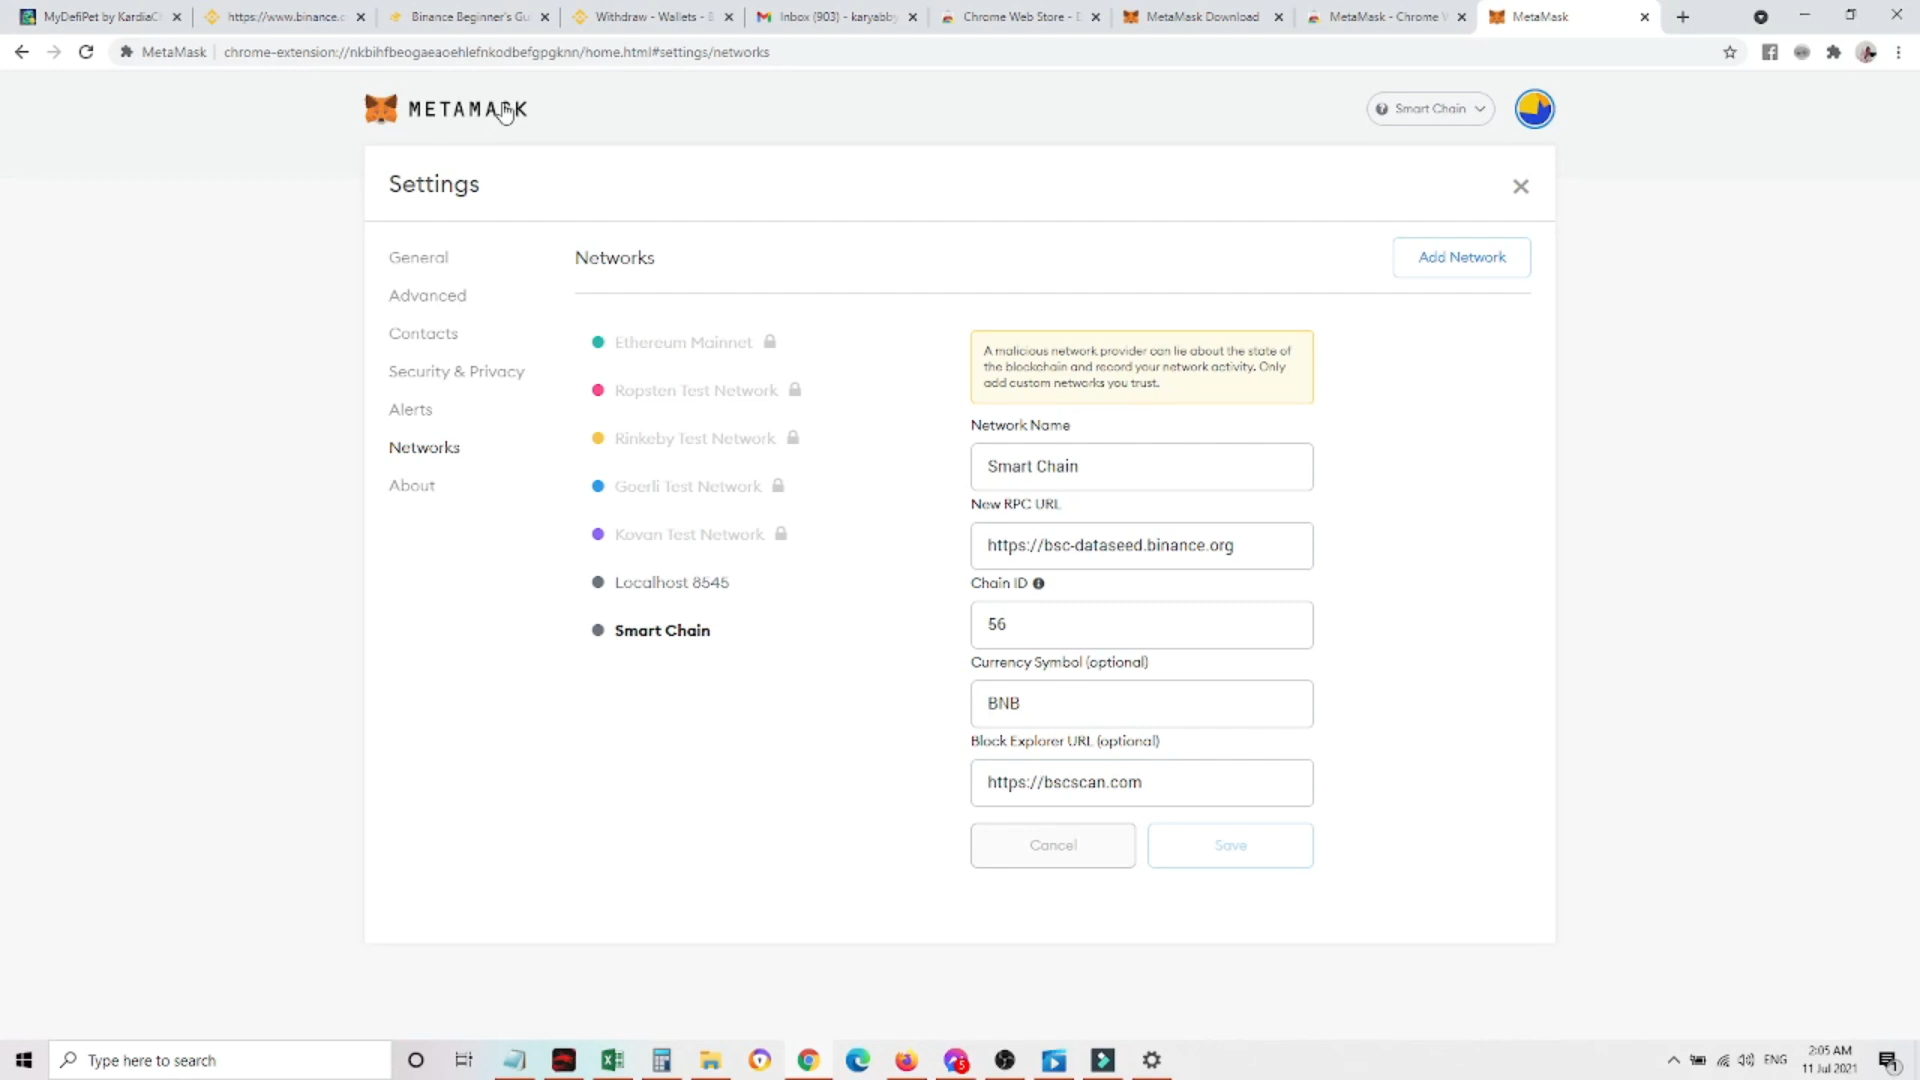 MyDefiPet by KardiaC
https://www.binance.c
Binance Beginner's Gu
Withdraw - Wallets - B
Inbox (903) - karyabby
Chrome Web Store - E
MetaMask Download
MetaMask - Chrome V
MetaMask
MetaMask
chrome-extension://nkbihfbeogaeaoehlefnkodbefgpgknn/home.html#settings/networks
METAMASK
Smart Chain
Settings
General
Advanced
Contacts
Security & Privacy
Alerts
Networks
About
Networks
Add Network
Ethereum Mainnet
Ropsten Test Network
Rinkeby Test Network
Goerli Test Network
Kovan Test Network
Localhost 8545
Smart Chain
A malicious network provider can lie about the state of
the blockchain and record your network activity. Only
add custom networks you trust.
Network Name
Smart Chain
New RPC URL
https://bsc-dataseed.binance.org
Chain ID
56
Currency Symbol (optional)
BNB
Block Explorer URL (optional)
https://bscscan.com
Cancel
Save
Type here to search
5
ENG
2:05 AM
11 Jul 2021
1